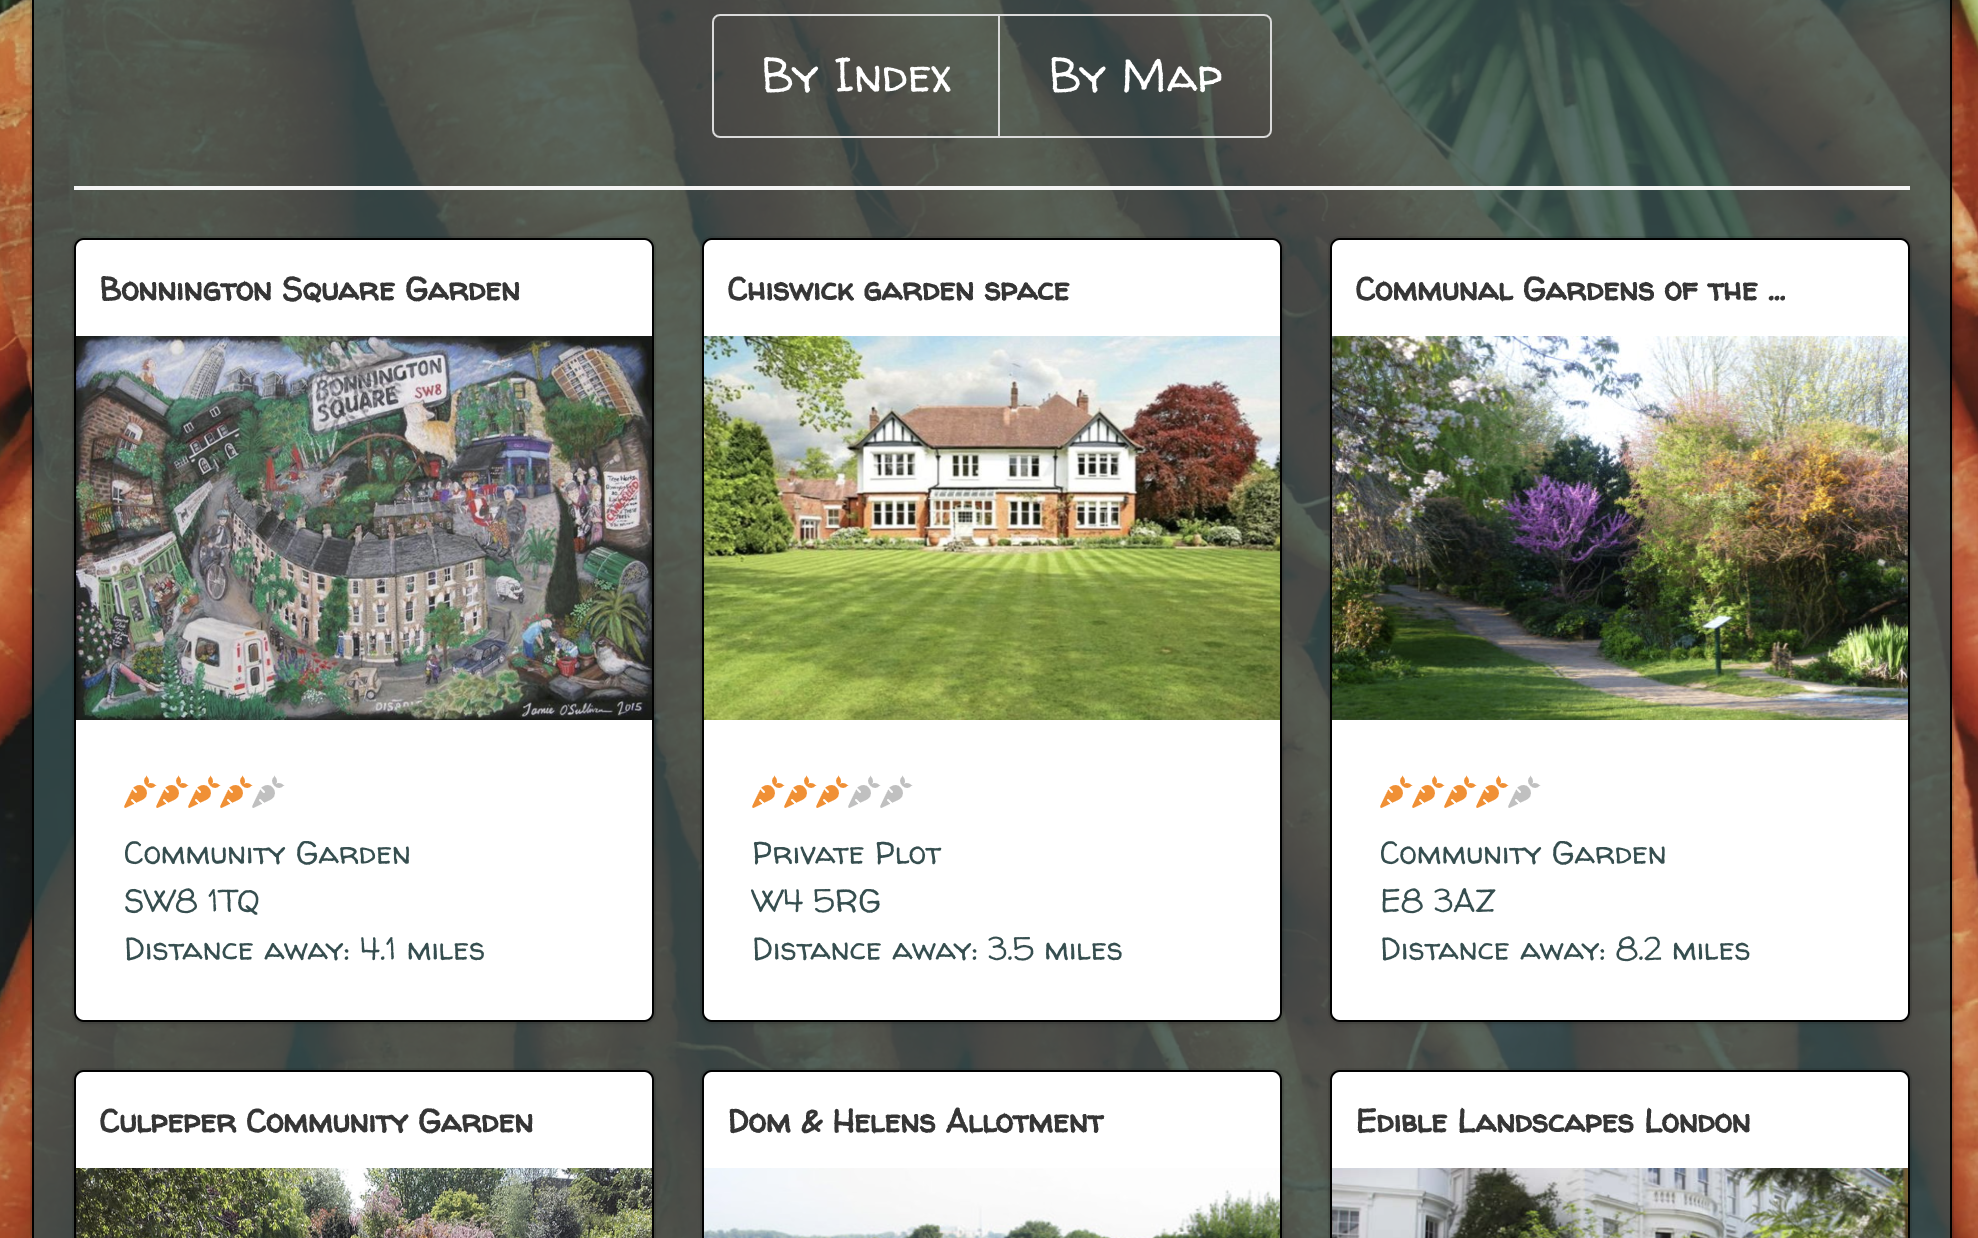 By Index
By Map
Bonnington Square Garden
Chiswick garden space
Communal Gardens of the ...
BONNINGTON
SQUARE SW8
Jamie O'Sullivan 2015
Community Garden
SW8 1TQ
Distance away: 4.1 miles
Private Plot
W4 5RG
Distance away: 3.5 miles
Community Garden
E8 3AZ
Distance away: 8.2 miles
Culpeper Community Garden
Dom & Helens Allotment
Edible Landscapes London